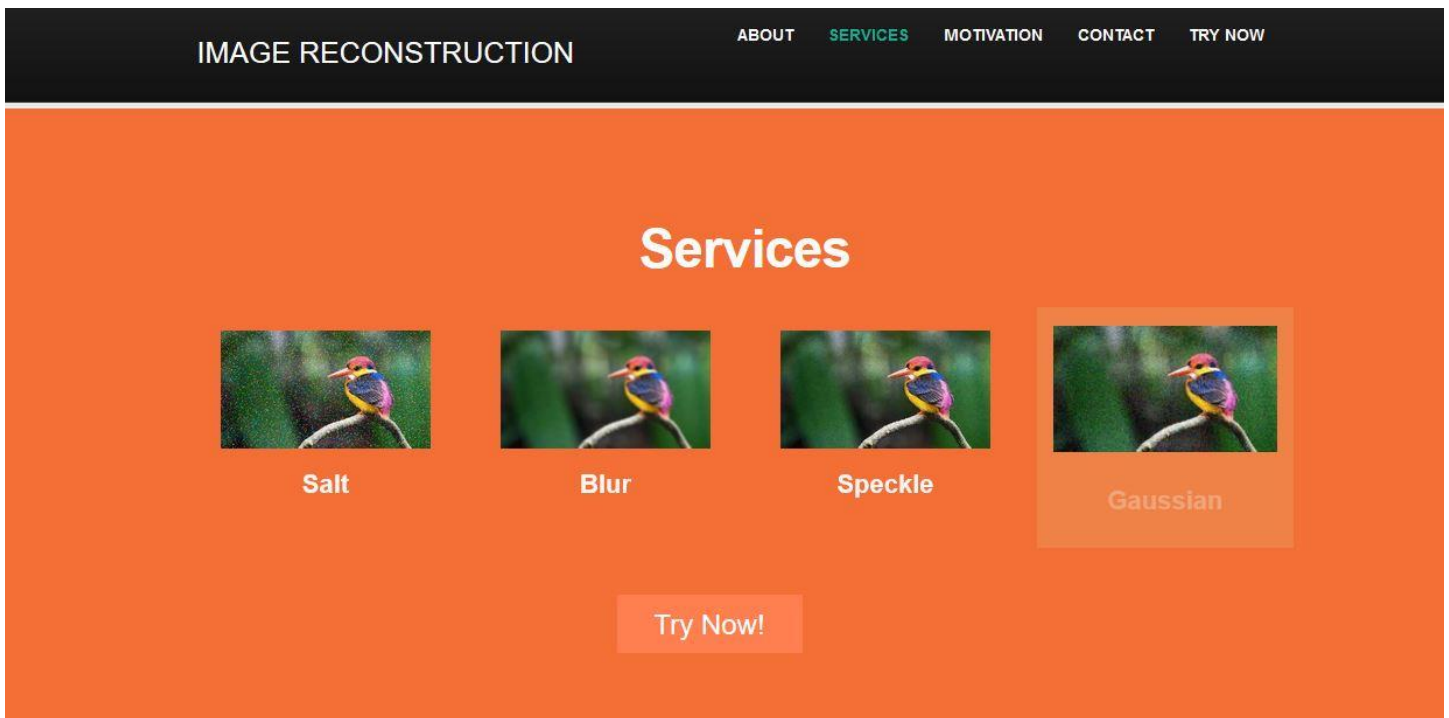 IMAGE RECONSTRUCTION
ABOUT SERVICES MOTIVATION CONTACT TRY NOW
Services
Salt Blur Speckle Gaussian
Try Now!